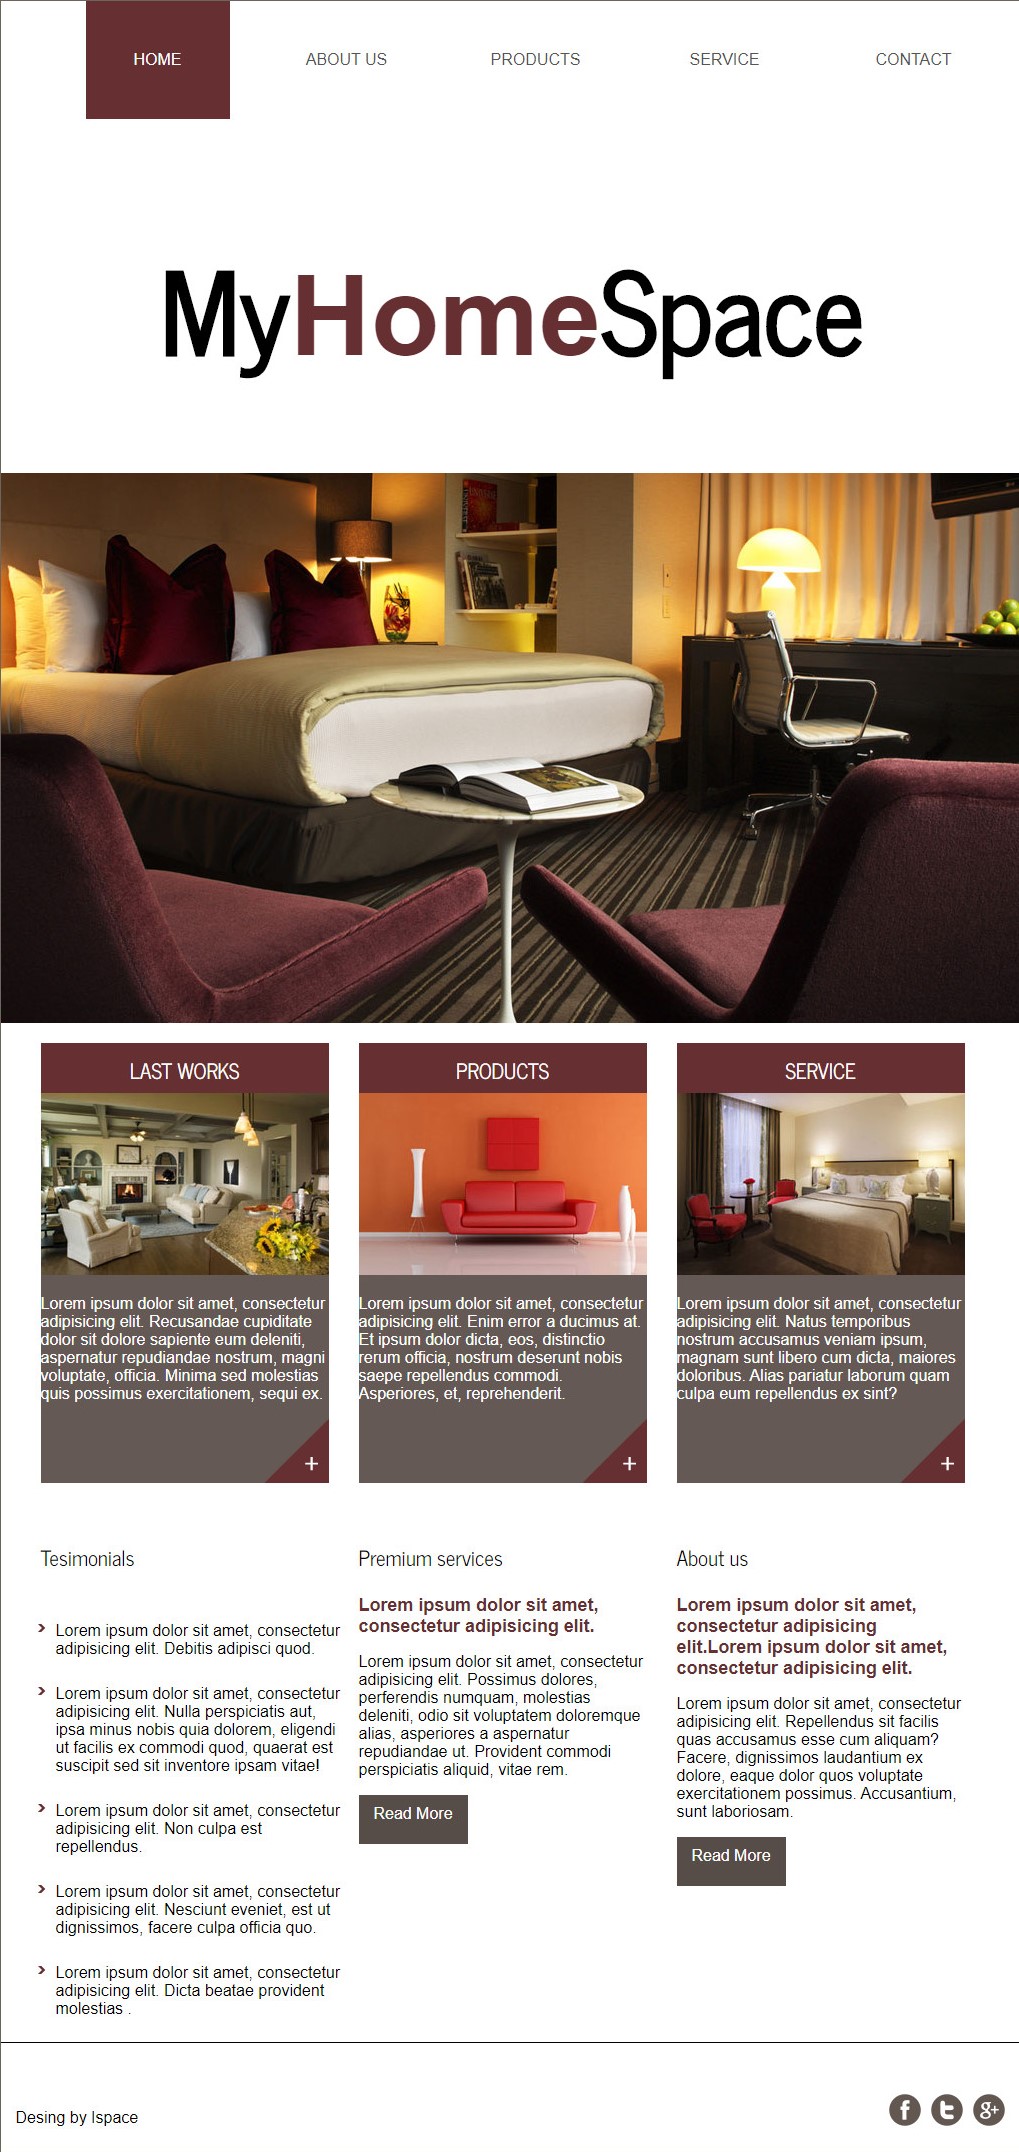 HOME ABOUT US PRODUCTS SERVICE CONTACT
MyHomeSpace
LAST WORKS
Lorem ipsum dolor sit amet, consectetur
adipisicing elit. Recusandae cupiditate
dolor sit dolore sapiente eum deleniti,
aspernatur repudiandae nostrum, magni
voluptate, officia. Minima sed molestias
quis possimus exercitationem, sequi ex.
+
PRODUCTS
Lorem ipsum dolor sit amet, consectetur
adipisicing elit. Enim error a ducimus at.
Et ipsum dolor dicta, eos, distinctio
rerum officia, nostrum deserunt nobis
saepe repellendus commodi.
Asperiores, et, reprehenderit.
+
SERVICE
Lorem ipsum dolor sit amet, consectetur
adipisicing elit. Natus temporibus
nostrum accusamus veniam ipsum,
magnam sunt libero cum dicta, maiores
doloribus. Alias pariatur laborum quam
culpa eum repellendus ex sint?
+
Tesimonials
Lorem ipsum dolor sit amet, consectetur
adipisicing elit. Debitis adipisci quod.
Lorem ipsum dolor sit amet, consectetur
adipisicing elit. Nulla perspiciatis aut,
ipsa minus nobis quia dolorem, eligendi
ut facilis ex commodi quod, quaerat est
suscipit sed sit inventore ipsam vitae!
Lorem ipsum dolor sit amet, consectetur
adipisicing elit. Non culpa est
repellendus.
Lorem ipsum dolor sit amet, consectetur
adipisicing elit. Nesciunt eveniet, est ut
dignissimos, facere culpa officia quo.
Lorem ipsum dolor sit amet, consectetur
adipisicing elit. Dicta beatae provident
molestias .
Premium services
Lorem ipsum dolor sit amet,
consectetur adipisicing elit.
Lorem ipsum dolor sit amet, consectetur
adipisicing elit. Possimus dolores,
perferendis numquam, molestias
deleniti, odio sit voluptatem doloremque
alias, asperiores a aspernatur
repudiandae ut. Provident commodi
perspiciatis aliquid, vitae rem.
Read More
About us
Lorem ipsum dolor sit amet,
consectetur adipisicing
elit.Lorem ipsum dolor sit amet,
consectetur adipisicing elit.
Lorem ipsum dolor sit amet, consectetur
adipisicing elit. Repellendus sit facilis
quas accusamus esse cum aliquam?
Facere, dignissimos laudantium ex
dolore, eaque dolor quos voluptate
exercitationem possimus. Accusantium,
sunt laboriosam.
Read More
Desing by Ispace
f t g+